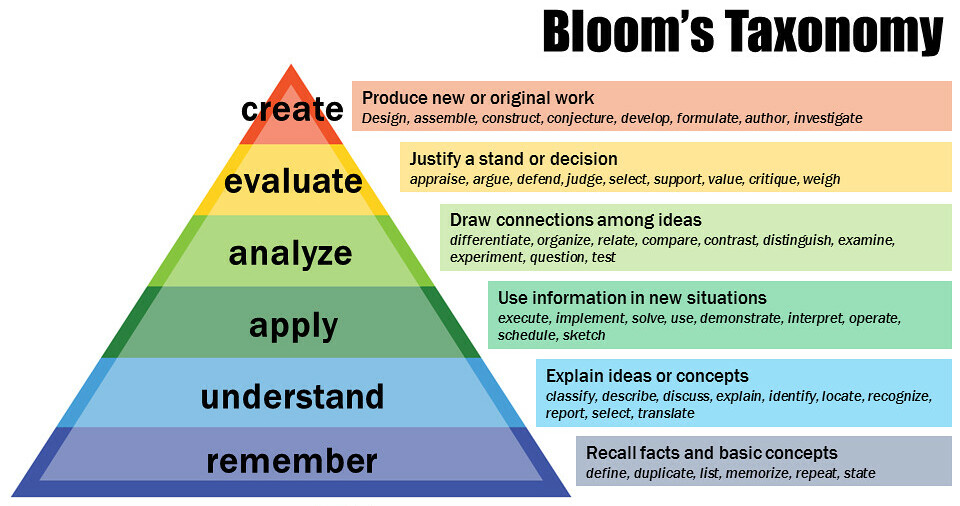 Bloom's Taxonomy
create
Produce new or original work
Design, assemble, construct, conjecture, develop, formulate, author, investigate
evaluate
Justify a stand or decision
appraise, argue, defend, judge, select, support, value, critique, weigh
analyze
Draw connections among ideas
differentiate, organize, relate, compare, contrast, distinguish, examine,
experiment, question, test
apply
Use information in new situations
execute, implement, solve, use, demonstrate, interpret, operate,
schedule, sketch
understand
Explain ideas or concepts
classify, describe, discuss, explain, identify, locate, recognize,
report, select, translate
remember
Recall facts and basic concepts
define, duplicate, list, memorize, repeat, state